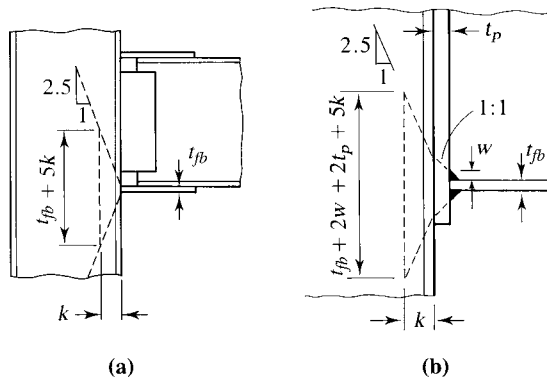 2.5
1
t_fb + 5k
t_fb
k
(a)
2.5
1
t_p
1:1
w
t_fb
t_fb + 2w + 2t_p + 5k
k
(b)